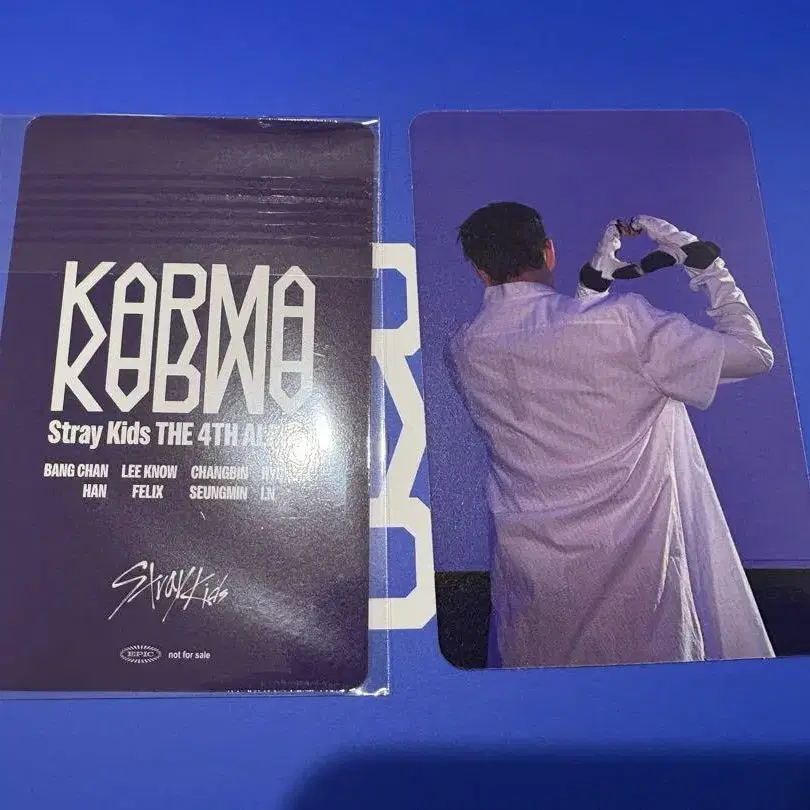 KARMA
Stray Kids THE 4TH
BANG CHAN LEE KNOW CHANGBIN
HAN FELIX SEUNGMIN
Stray Kids
EPIC not for sale